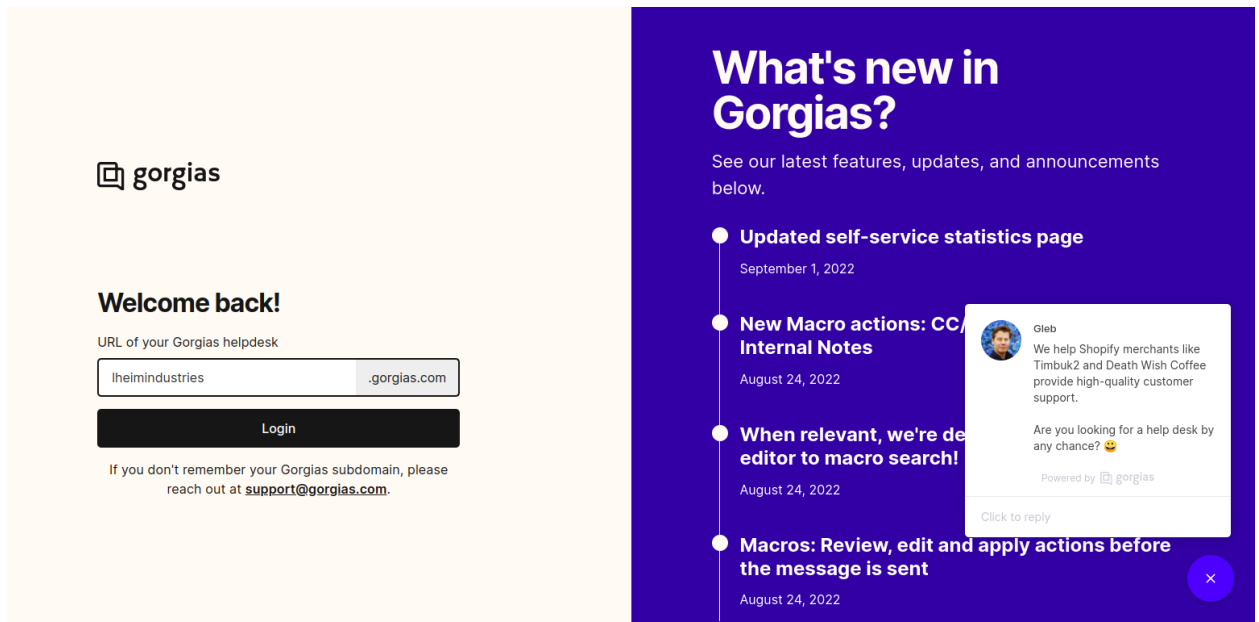 gorgias
Welcome back!
URL of your Gorgias helpdesk
lheimindustries
.gorgias.com
Login
If you don't remember your Gorgias subdomain, please
reach out at support@gorgias.com.
What's new in
Gorgias?
See our latest features, updates, and announcements
below.
Updated self-service statistics page
September 1, 2022
New Macro actions: CC/
Internal Notes
August 24, 2022
When relevant, we're de
editor to macro search!
August 24, 2022
Macros: Review, edit and apply actions before
the message is sent
August 24, 2022
Gleb
We help Shopify merchants like
Timbuk2 and Death Wish Coffee
provide high-quality customer
support.
Are you looking for a help desk by
any chance? 😀
Powered by gorgias
Click to reply